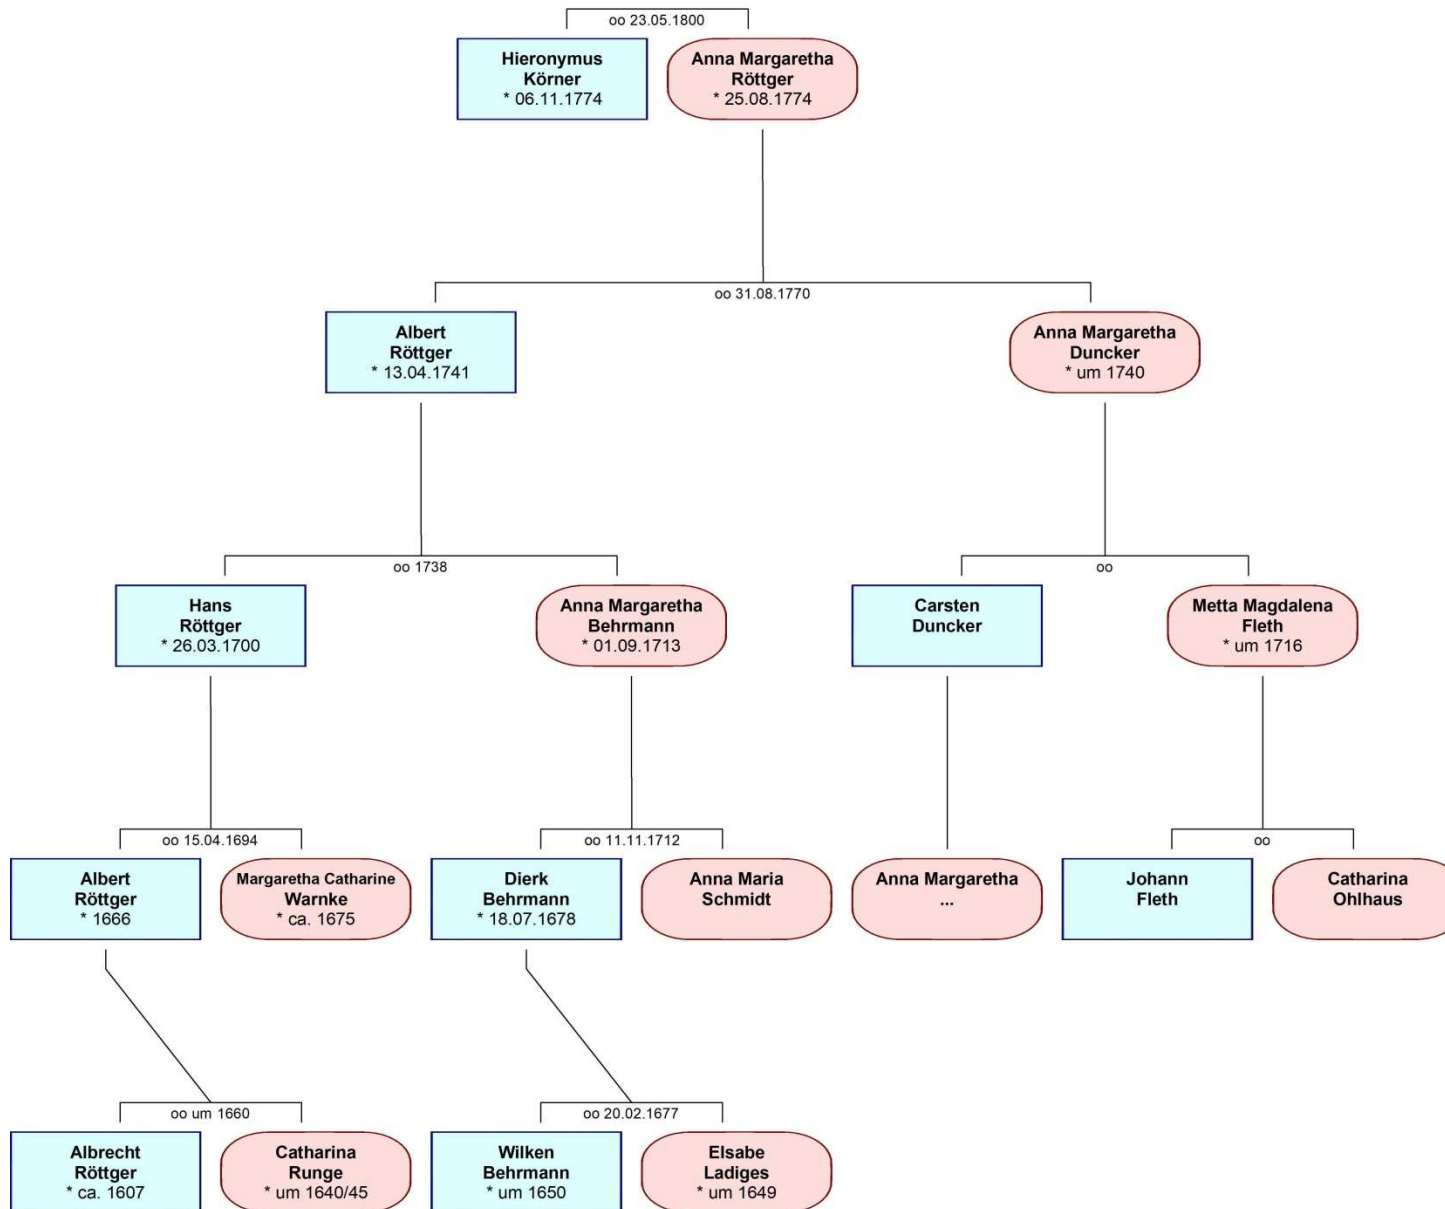 oo 23.05.1800
Hieronymus
Körner
* 06.11.1774
Anna Margaretha
Röttger
* 25.08.1774
oo 31.08.1770
Albert
Röttger
* 13.04.1741
Anna Margaretha
Duncker
* um 1740
oo 1738
oo
Hans
Röttger
* 26.03.1700
Anna Margaretha
Behrmann
* 01.09.1713
Carsten
Duncker
Metta Magdalena
Fleth
* um 1716
oo 15.04.1694
oo 11.11.1712
oo
Albert
Röttger
* 1666
Margaretha Catharine
Warnke
* ca. 1675
Dierk
Behrmann
* 18.07.1678
Anna Maria
Schmidt
Anna Margaretha
...
Johann
Fleth
Catharina
Ohlhaus
oo um 1660
oo 20.02.1677
Albrecht
Röttger
* ca. 1607
Catharina
Runge
* um 1640/45
Wilken
Behrmann
* um 1650
Elsabe
Ladiges
* um 1649